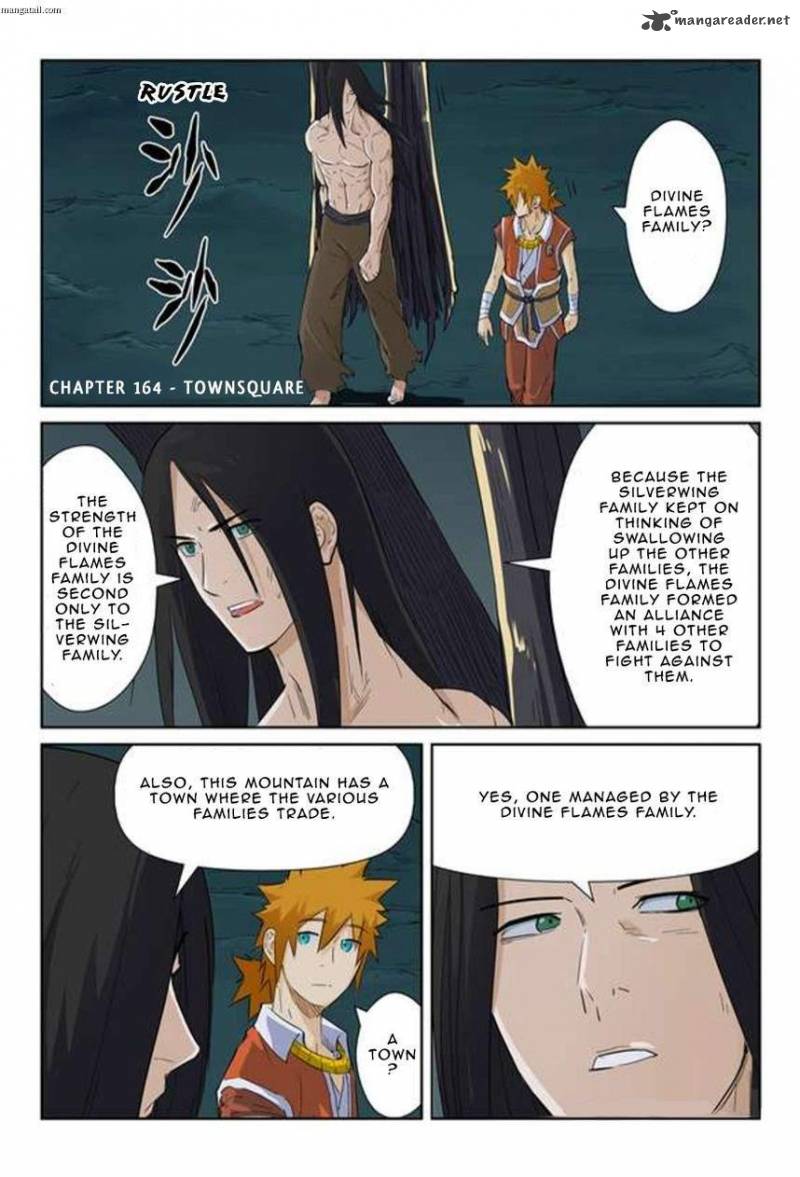 mangatail.com
mangareader.net
RUSTLE
沙
沙
DIVINE
FLAMES
FAMILY?
CHAPTER 164 - TOWNSQUARE
THE
STRENGTH
OF THE
DIVINE
FLAMES
FAMILY IS
SECOND
ONLY TO
THE SIL-
VERWING
FAMILY.
BECAUSE THE
SILVERWING
FAMILY KEPT ON
THINKING OF
SWALLOWING
UP THE OTHER
FAMILIES, THE
DIVINE FLAMES
FAMILY FORMED
AN ALLIANCE
WITH 4 OTHER
FAMILIES TO
FIGHT AGAINST
THEM.
ALSO, THIS MOUNTAIN HAS A
TOWN WHERE THE VARIOUS
FAMILIES TRADE.
A
TOWN
?
YES, ONE MANAGED BY THE
DIVINE FLAMES FAMILY.